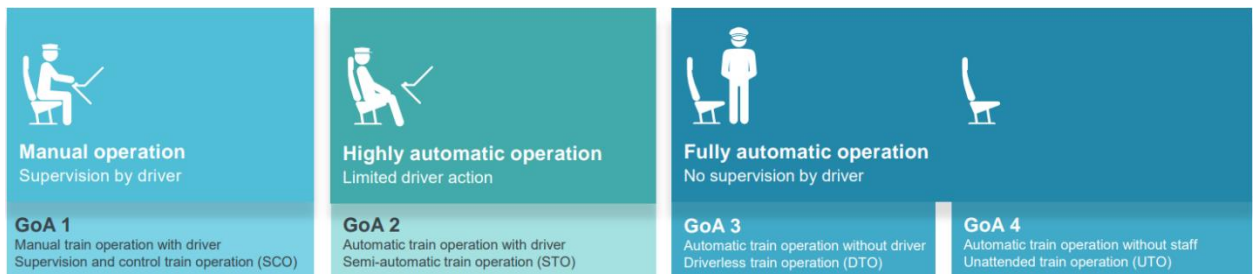 Manual operation
Supervision by driver
GoA 1
Manual train operation with driver
Supervision and control train operation (SCO)
Highly automatic operation
Limited driver action
GoA 2
Automatic train operation with driver
Semi-automatic train operation (STO)
Fully automatic operation
No supervision by driver
GoA 3
Automatic train operation without driver
Driverless train operation (DTO)
GoA 4
Automatic train operation without staff
Unattended train operation (UTO)